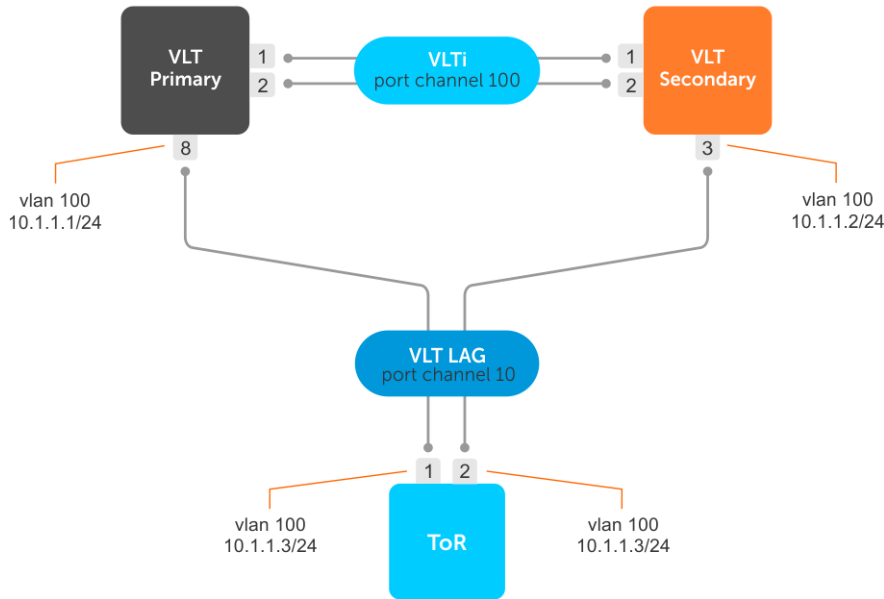 VLT
Primary
1
2
VLTi
port channel 100
1
2
VLT
Secondary
8
3
vlan 100
10.1.1.1/24
vlan 100
10.1.1.2/24
VLT LAG
port channel 10
1
2
vlan 100
10.1.1.3/24
ToR
vlan 100
10.1.1.3/24